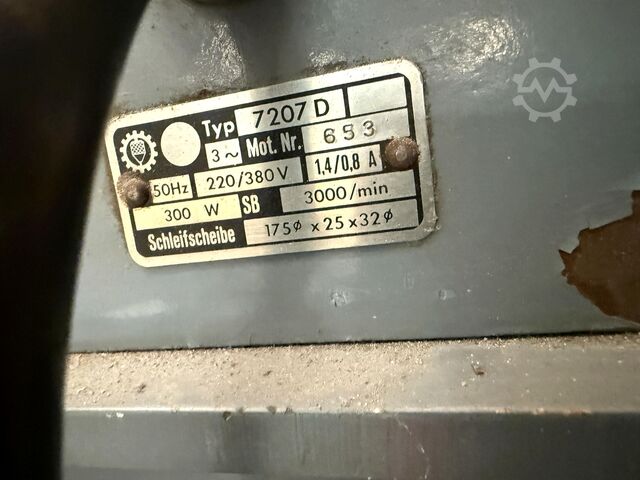 Typ 7207 D
3~ Mot. Nr. 653
50Hz 220/380 V 1.4/0,8 A
300 W SB 3000/min
Schleifscheibe 175⌀ x 25 x 32⌀